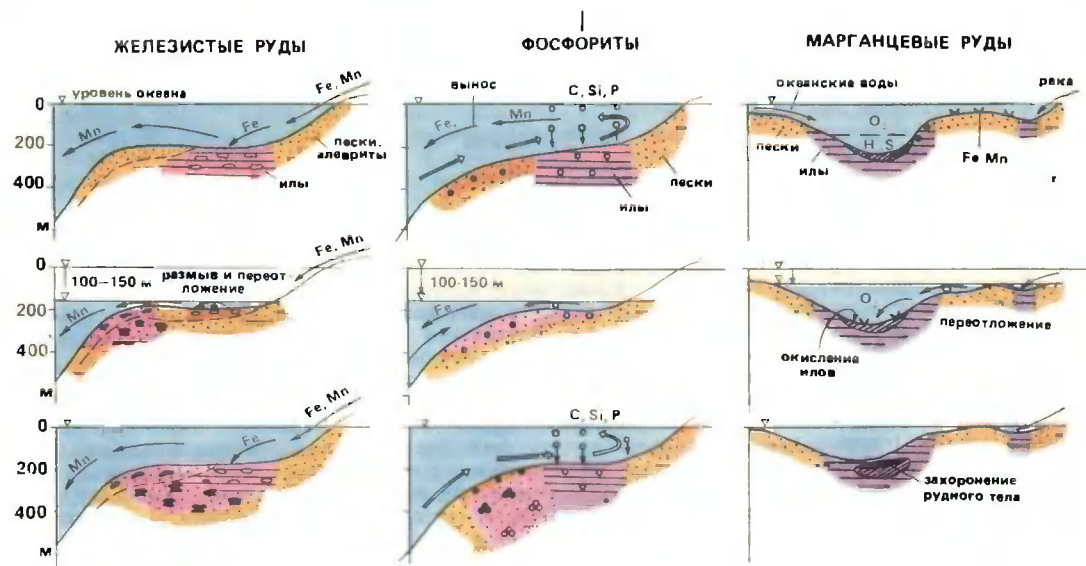 ЖЕЛЕЗИСТЫЕ РУДЫ
ФОСФОРИТЫ
МАРГАНЦЕВЫЕ РУДЫ
0
200
400
м
уровень океана
Fe, Mn
Mn
Fe
пески,
алевриты
илы
вынос
C, Si, P
Fe,
Mn
пески
илы
океанские воды
река
O₂
H₂S
пески
илы
Fe Mn
г
0
200
400
м
100–150 м
размыв и переот
ложение
Fe, Mn
Mn
100-150 м
Fe,
O₂
переотложение
окисление
илов
0
200
400
м
Fe, Mn
Fe
Mn
C, Si, P
захоронение
рудного тела